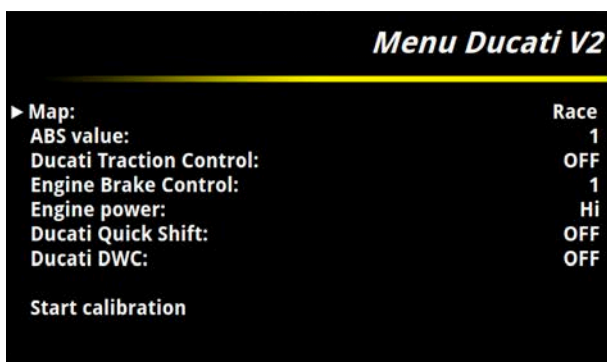 Menu Ducati V2
Map: Race
ABS value: 1
Ducati Traction Control: OFF
Engine Brake Control: 1
Engine power: Hi
Ducati Quick Shift: OFF
Ducati DWC: OFF
Start calibration